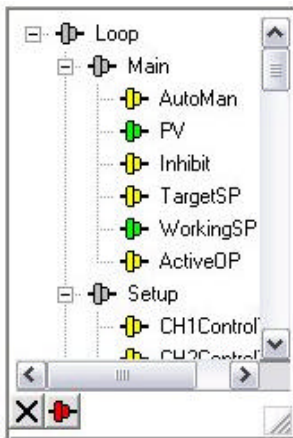 Loop
Main
AutoMan
PV
Inhibit
TargetSP
WorkingSP
ActiveOP
Setup